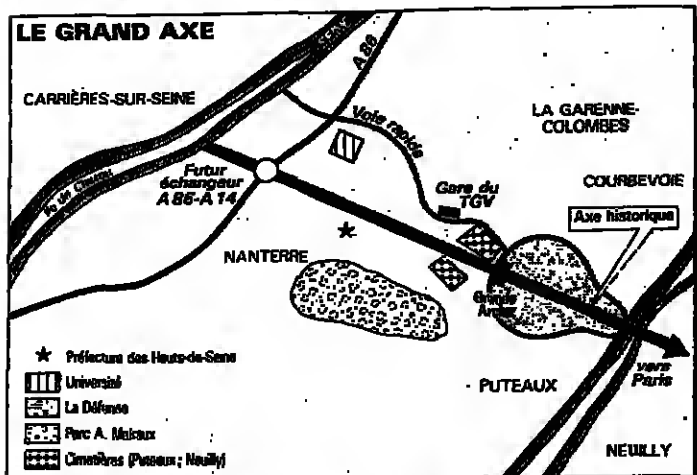 LE GRAND AXE
SEINE
A 86
CARRIÈRES-SUR-SEINE
LA GARENNE-
COLOMBES
Voie rapide
COURBEVOIE
Futur
échangeur
A 86-A 14
Gare du
TGV
Axe historique
NANTERRE
Grande
Arche
vers
Paris
PUTEAUX
NEUILLY
Préfecture des Hauts-de-Seine
Université
La Défense
Parc A. Malraux
Cimetières (Puteaux ; Neuilly)